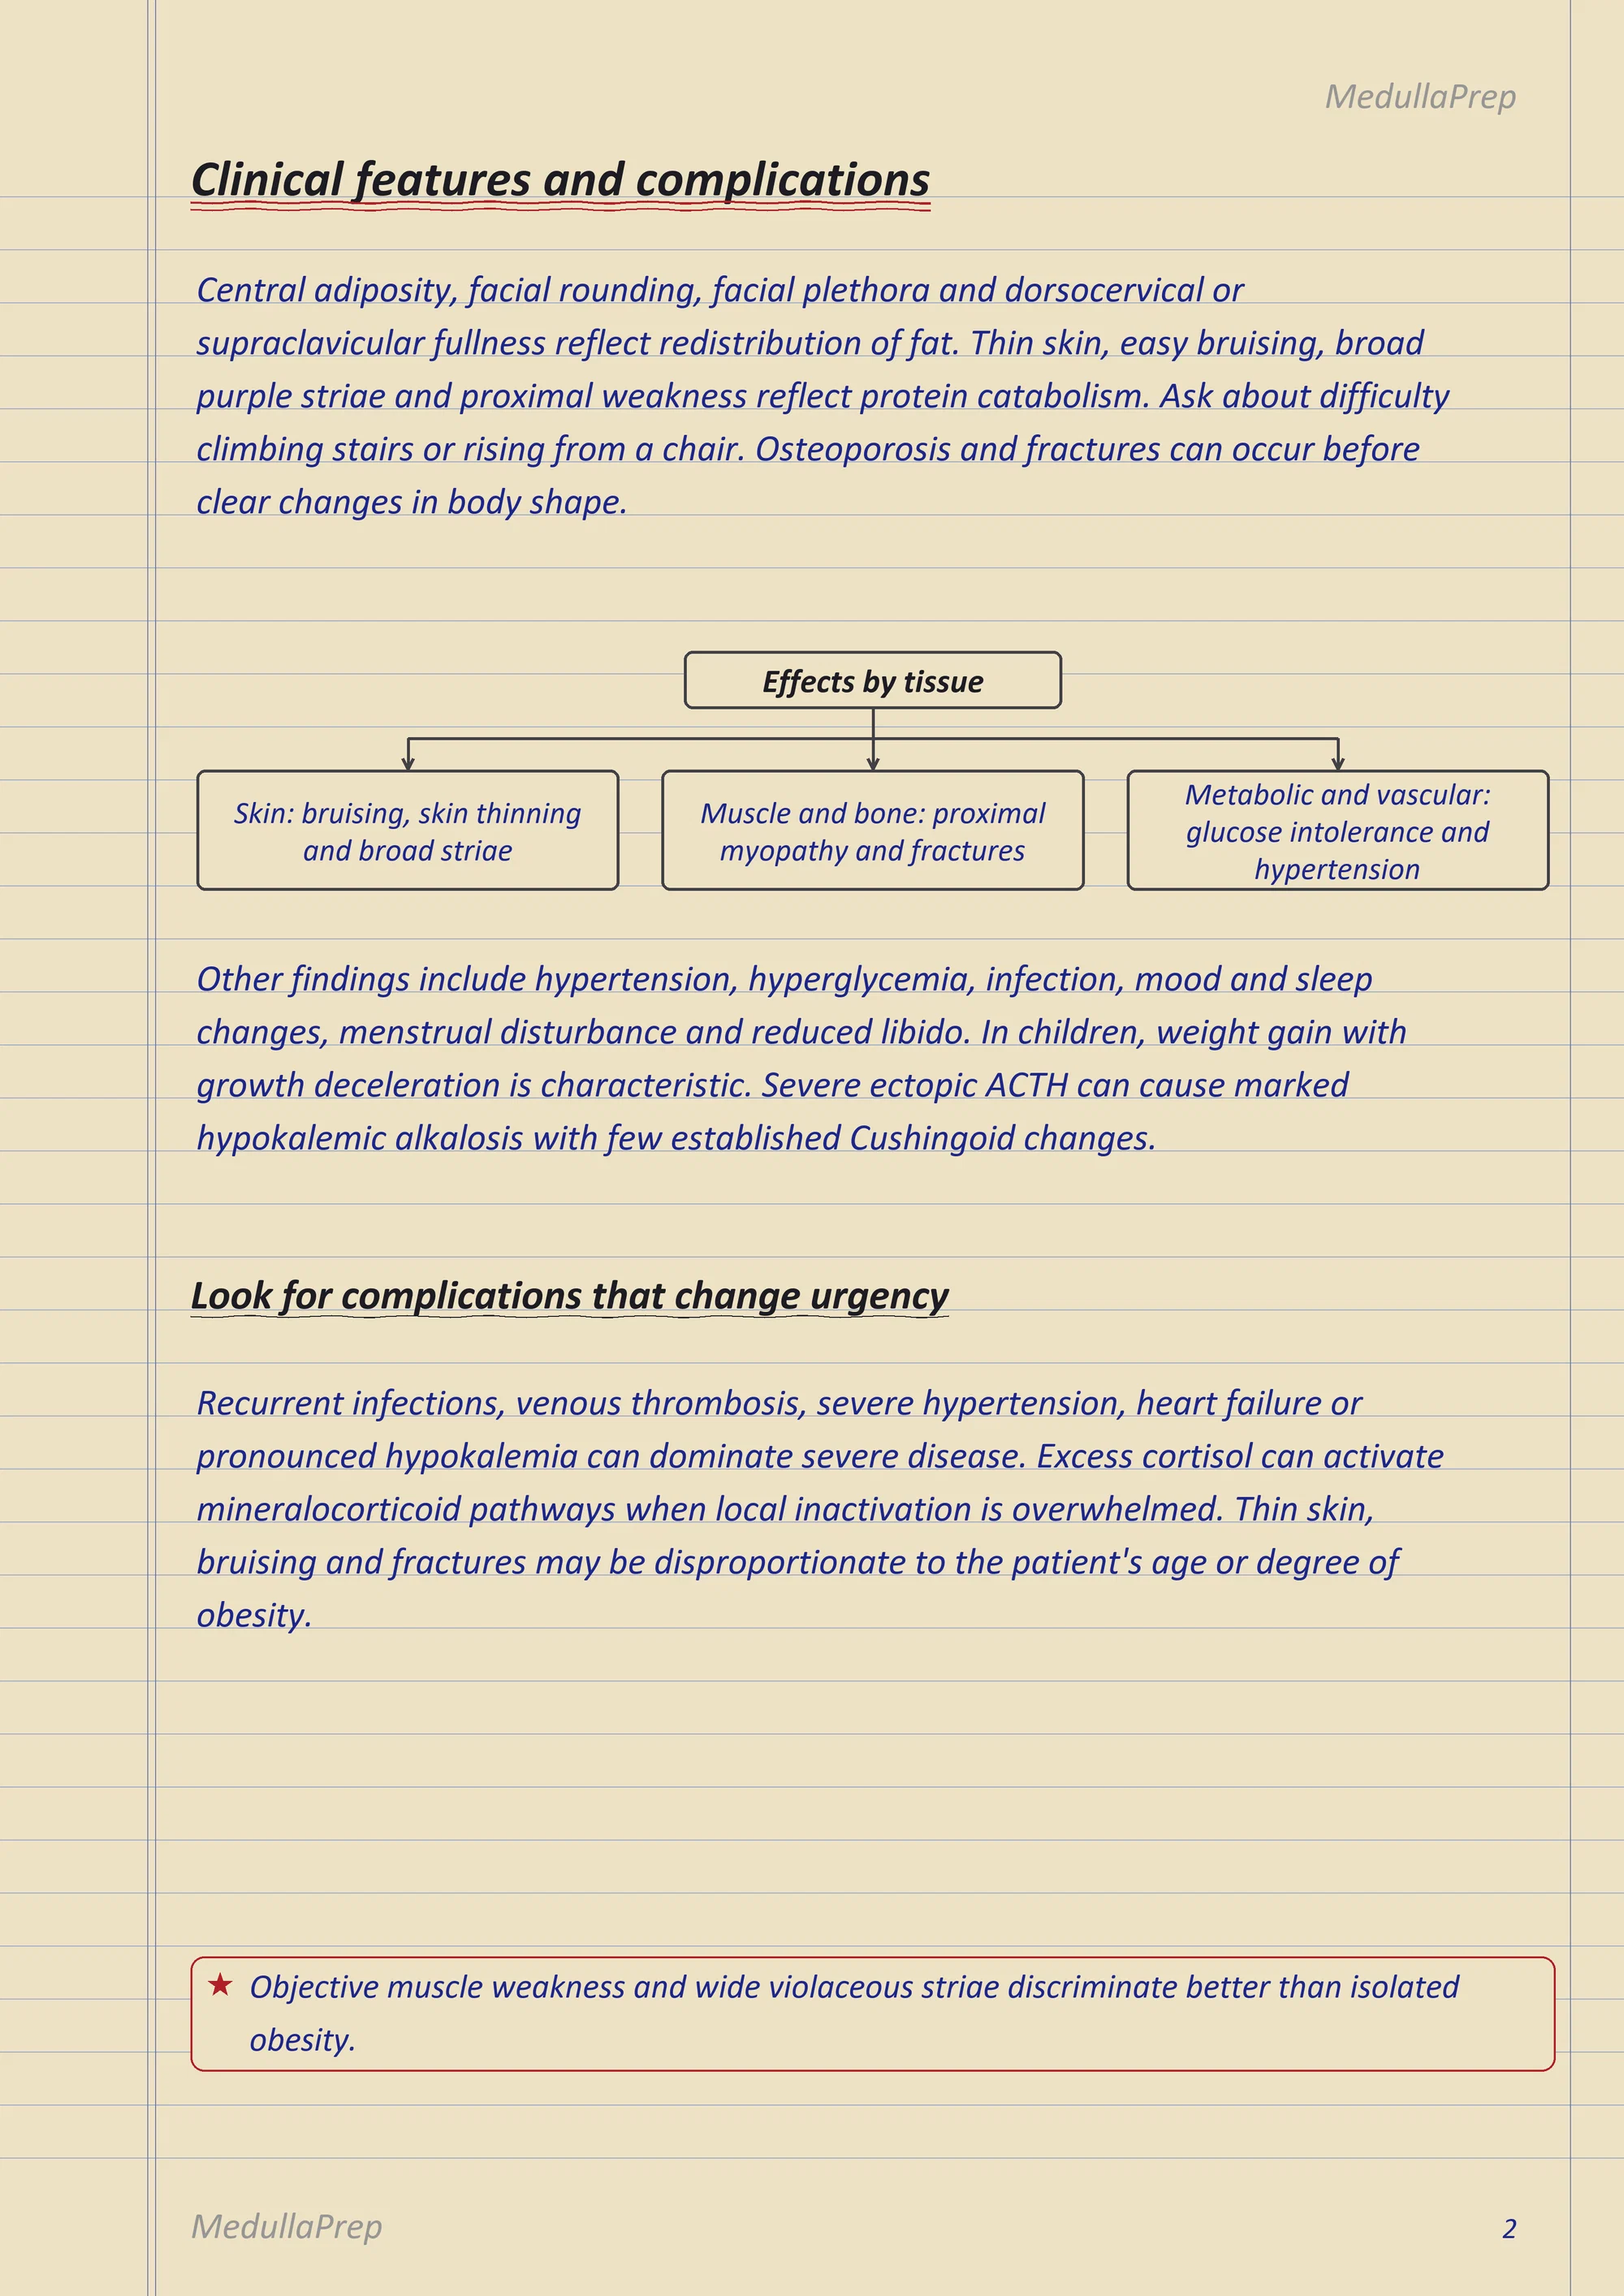 MedullaPrep
Clinical features and complications
Central adiposity, facial rounding, facial plethora and dorsocervical or
supraclavicular fullness reflect redistribution of fat. Thin skin, easy bruising, broad
purple striae and proximal weakness reflect protein catabolism. Ask about difficulty
climbing stairs or rising from a chair. Osteoporosis and fractures can occur before
clear changes in body shape.
Effects by tissue
Skin: bruising, skin thinning
and broad striae
Muscle and bone: proximal
myopathy and fractures
Metabolic and vascular:
glucose intolerance and
hypertension
Other findings include hypertension, hyperglycemia, infection, mood and sleep
changes, menstrual disturbance and reduced libido. In children, weight gain with
growth deceleration is characteristic. Severe ectopic ACTH can cause marked
hypokalemic alkalosis with few established Cushingoid changes.
Look for complications that change urgency
Recurrent infections, venous thrombosis, severe hypertension, heart failure or
pronounced hypokalemia can dominate severe disease. Excess cortisol can activate
mineralocorticoid pathways when local inactivation is overwhelmed. Thin skin,
bruising and fractures may be disproportionate to the patient's age or degree of
obesity.
★ Objective muscle weakness and wide violaceous striae discriminate better than isolated
obesity.
MedullaPrep
2